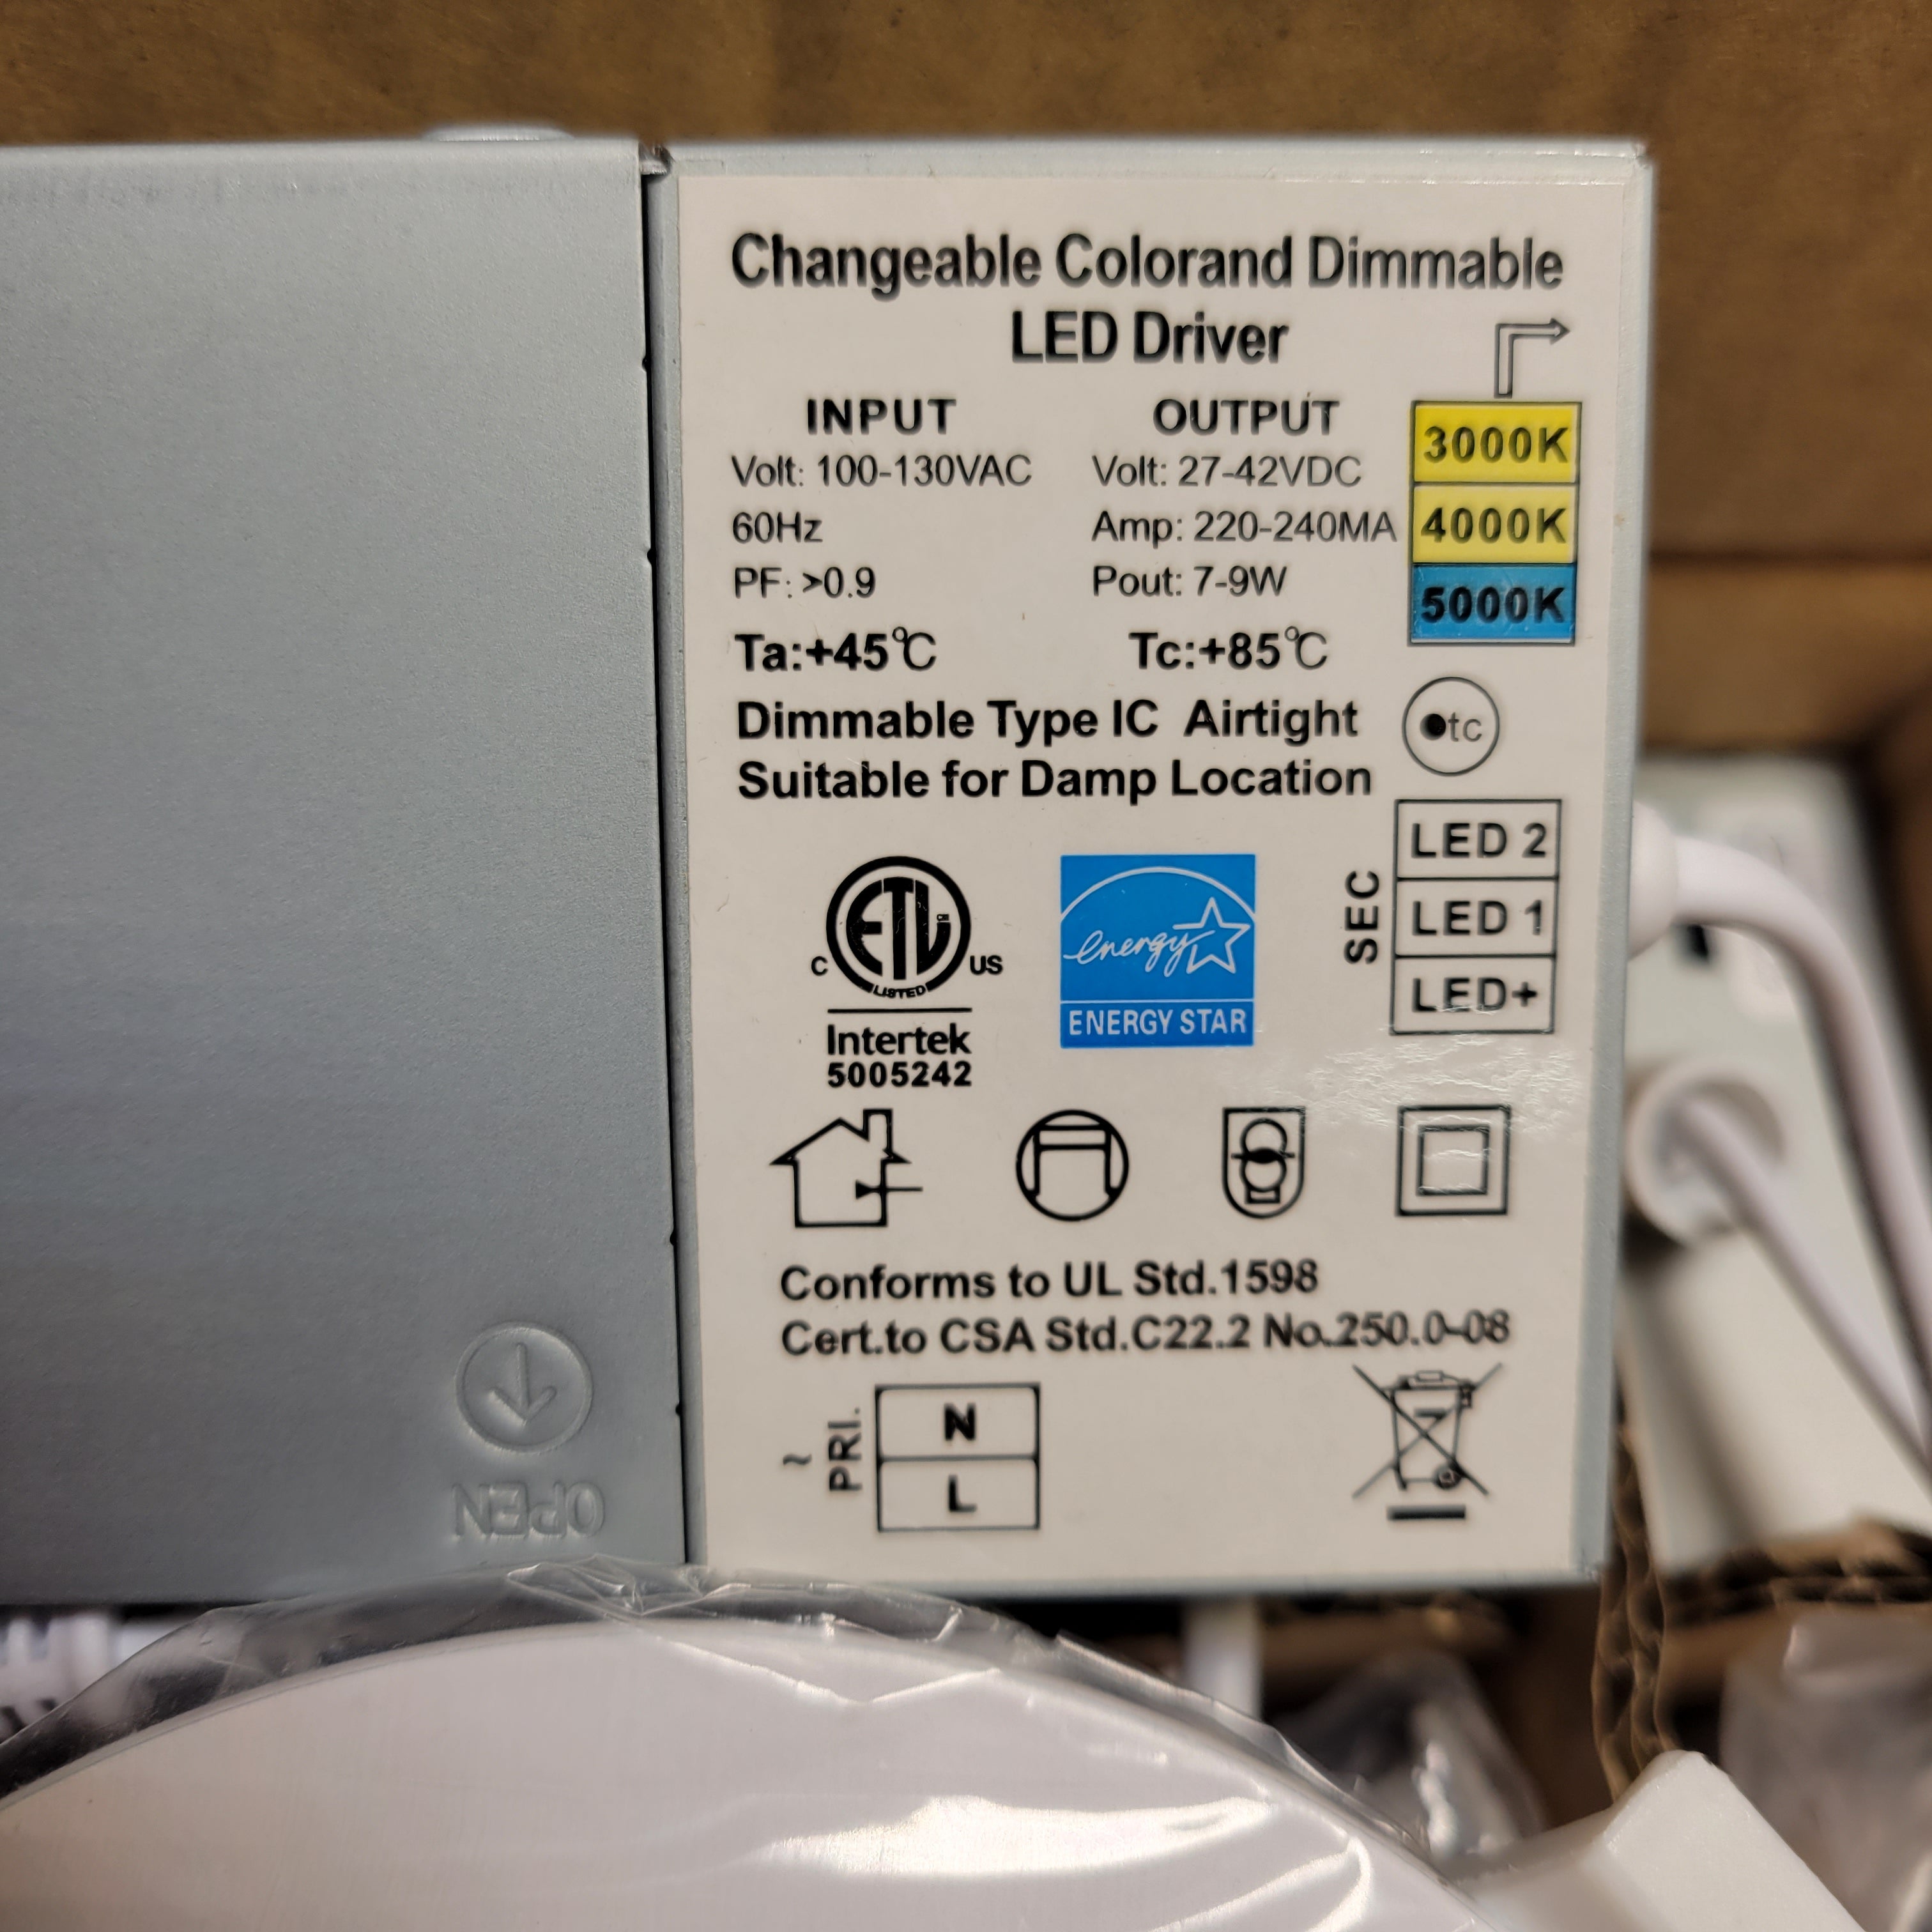 Changeable Colorand Dimmable
LED Driver
INPUT
Volt: 100-130VAC
60Hz
PF: >0.9
OUTPUT
Volt: 27-42VDC
Amp: 220-240MA
Pout: 7-9W
3000K
4000K
5000K
Ta:+45℃
Tc:+85℃
Dimmable Type IC Airtight
Suitable for Damp Location
tc
SEC
LED 2
LED 1
LED+
C
ETL
CM
US
LISTED
Intertek
5005242
energy
ENERGY STAR
Conforms to UL Std.1598
Cert.to CSA Std.C22.2 No.250.0-08
~
PRI.
N
L
OPEN